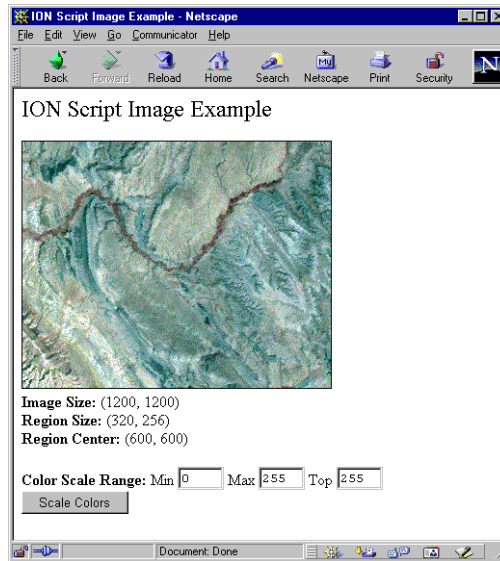 ION Script Image Example - Netscape
File Edit View Go Communicator Help
Back Forward Reload Home Search Netscape Print Security
My
N
ION Script Image Example
Image Size: (1200, 1200)
Region Size: (320, 256)
Region Center: (600, 600)
Color Scale Range: Min 0 Max 255 Top 255
Scale Colors
Document: Done